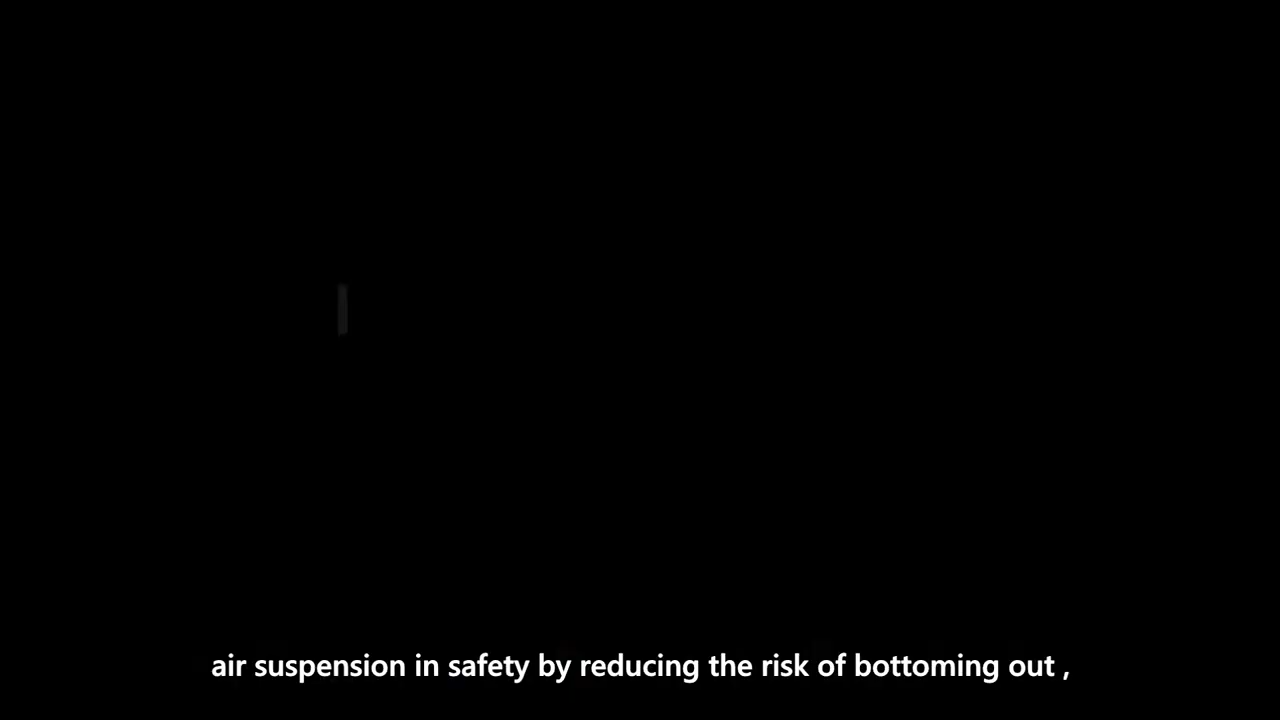 air suspension in safety by reducing the risk of bottoming out ,